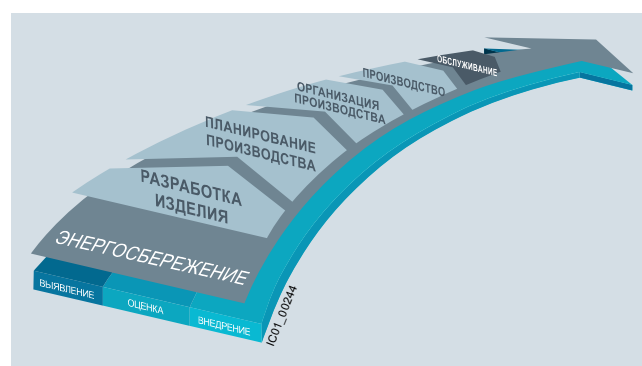 ОБСЛУЖИВАНИЕ
ПРОИЗВОДСТВО
ОРГАНИЗАЦИЯ
ПРОИЗВОДСТВА
ПЛАНИРОВАНИЕ
ПРОИЗВОДСТВА
РАЗРАБОТКА
ИЗДЕЛИЯ
ЭНЕРГОСБЕРЕЖЕНИЕ
ВЫЯВЛЕНИЕ
ОЦЕНКА
ВНЕДРЕНИЕ
IC01_00244